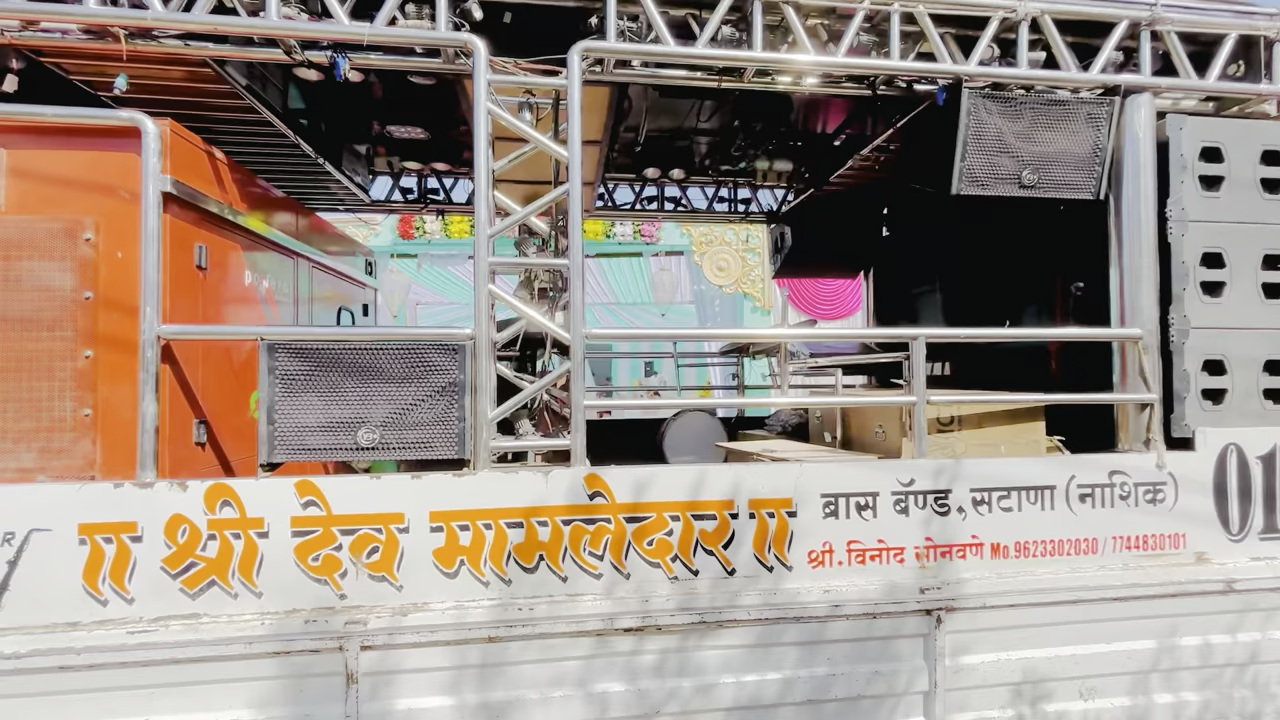 ॥ श्री देव मामलेदार ॥
ब्रास बॅण्ड, सटाणा (नाशिक)
श्री. विनोद सोनवणे Mo.9623302030 / 7744830101
01